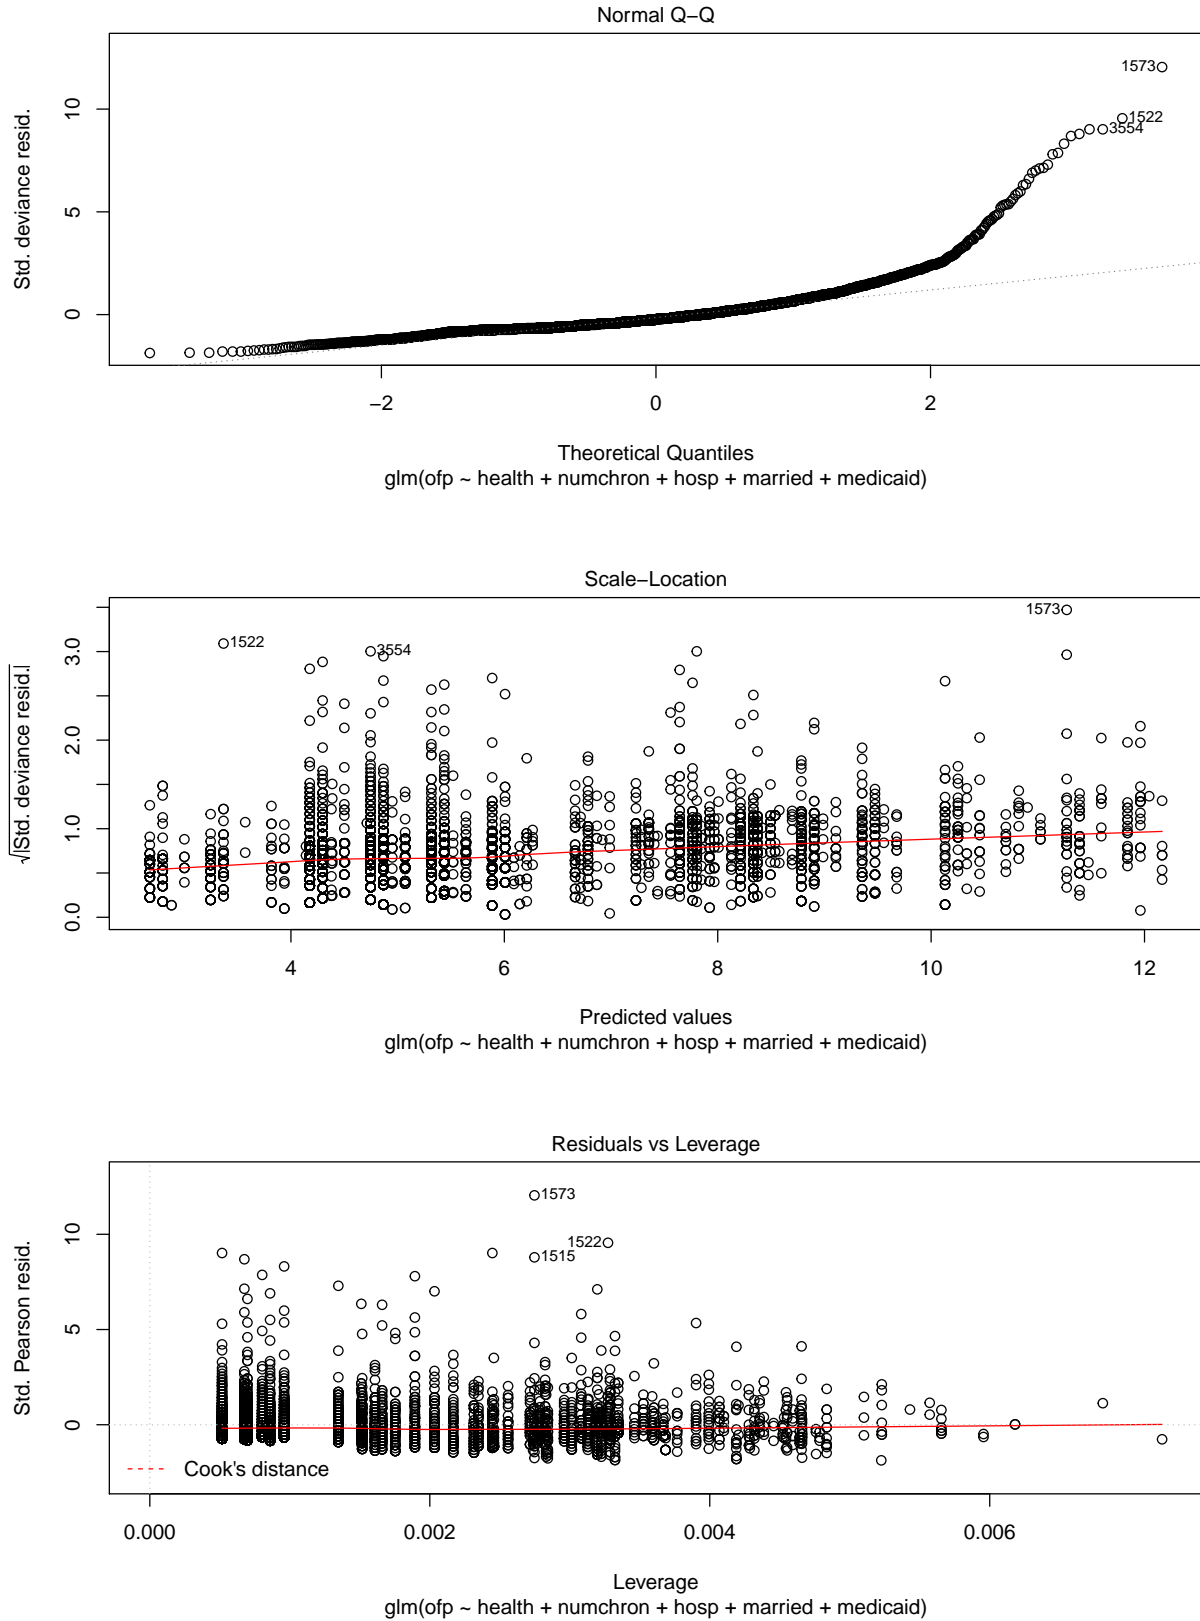 Normal Q−Q
Std. deviance resid.
10
5
0
1573
1522
3554
−2
0
2
Theoretical Quantiles
glm(ofp ~ health + numchron + hosp + married + medicaid)
Scale−Location
√|Std. deviance resid.|
3.0
2.0
1.0
0.0
1573
1522
3554
4
6
8
10
12
Predicted values
glm(ofp ~ health + numchron + hosp + married + medicaid)
Residuals vs Leverage
Std. Pearson resid.
10
5
0
1573
1522
1515
Cook's distance
0.000
0.002
0.004
0.006
Leverage
glm(ofp ~ health + numchron + hosp + married + medicaid)